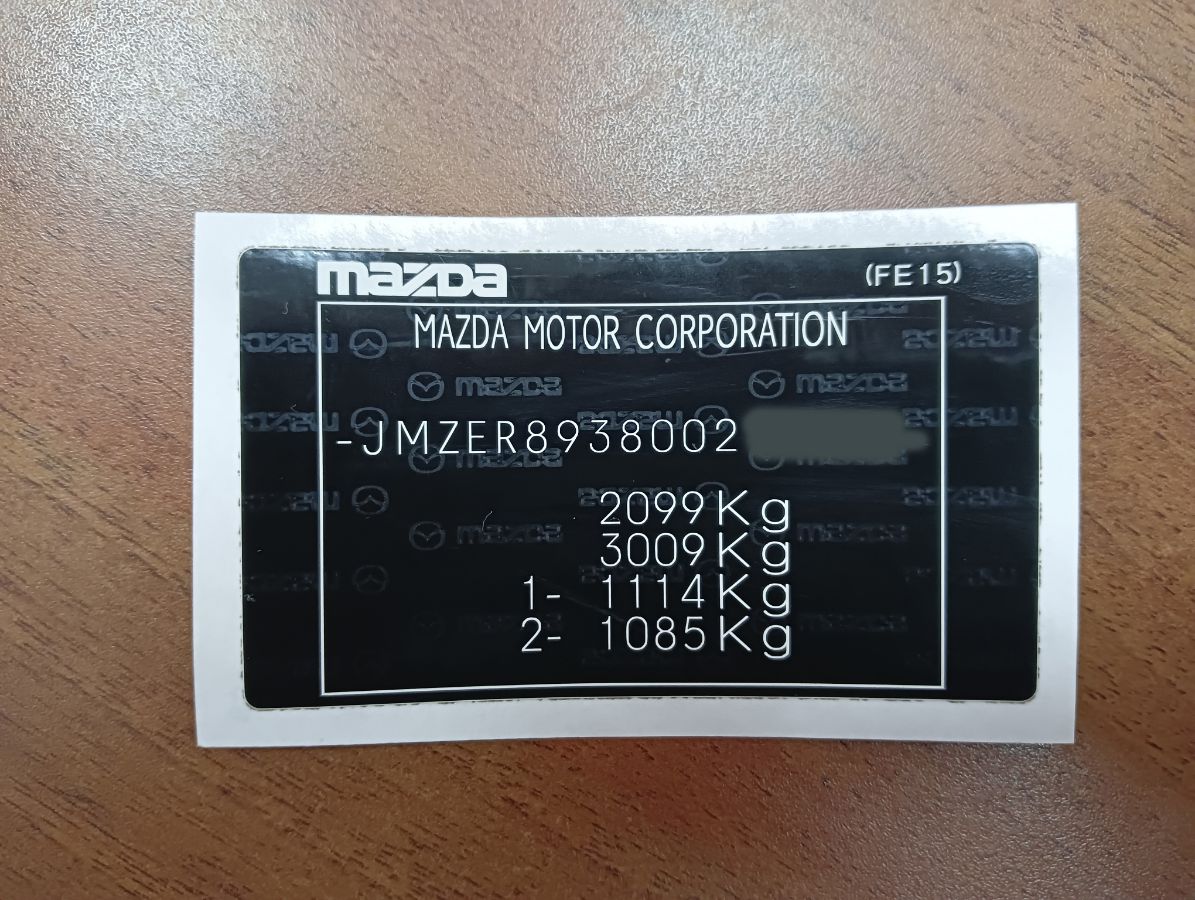 mazda (FE15)
MAZDA MOTOR CORPORATION
-JMZER8938002
2099Kg
3009Kg
1- 1114Kg
2- 1085Kg